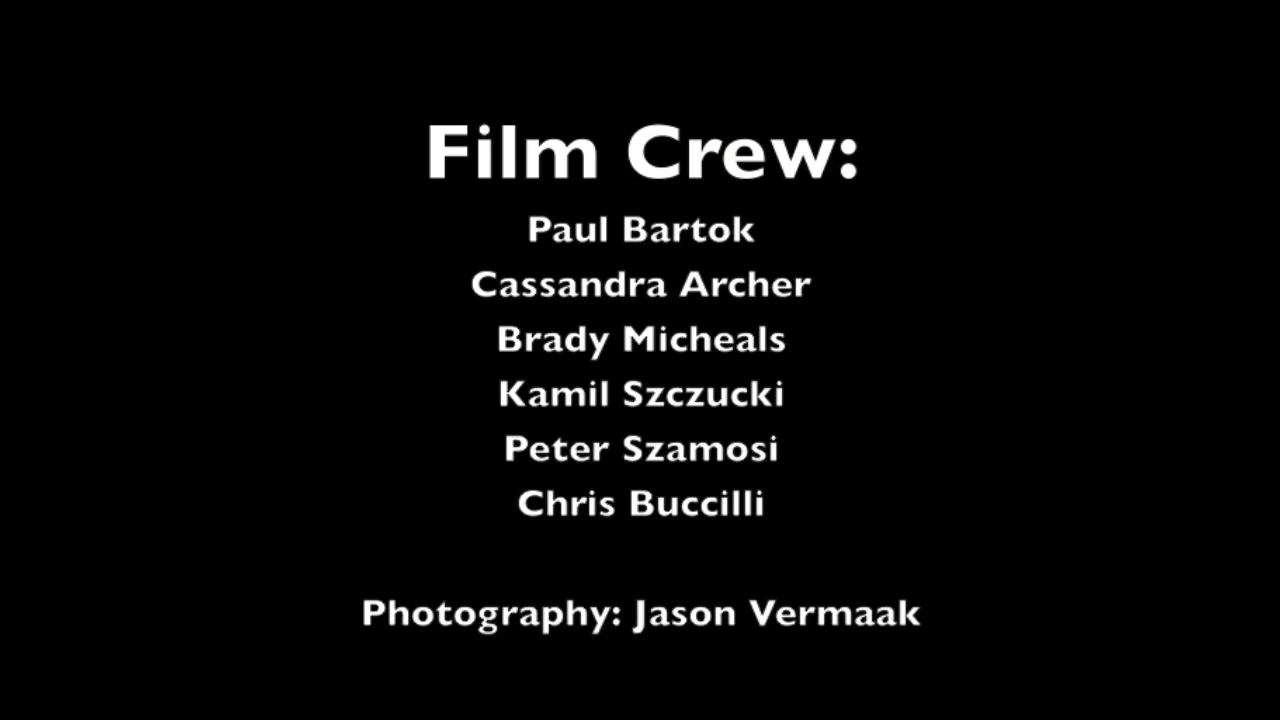 Film Crew:
Paul Bartok
Cassandra Archer
Brady Micheals
Kamil Szczucki
Peter Szamosi
Chris Buccilli
Photography: Jason Vermaak